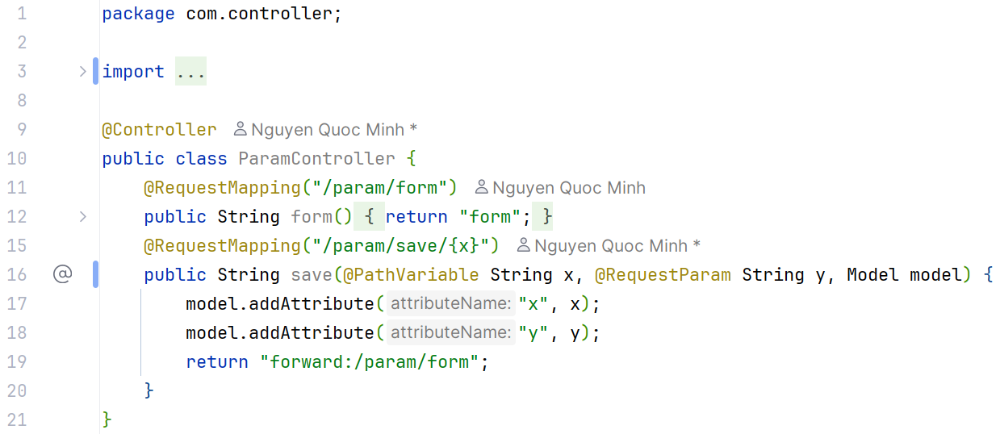 1 package com.controller;
2
3 import ...
8
9 @Controller Nguyen Quoc Minh *
10 public class ParamController {
11 @RequestMapping("/param/form") Nguyen Quoc Minh
12 public String form() { return "form"; }
15 @RequestMapping("/param/save/{x}") Nguyen Quoc Minh *
16 @ public String save(@PathVariable String x, @RequestParam String y, Model model) {
17 model.addAttribute( attributeName: "x", x);
18 model.addAttribute( attributeName: "y", y);
19 return "forward:/param/form";
20 }
21 }